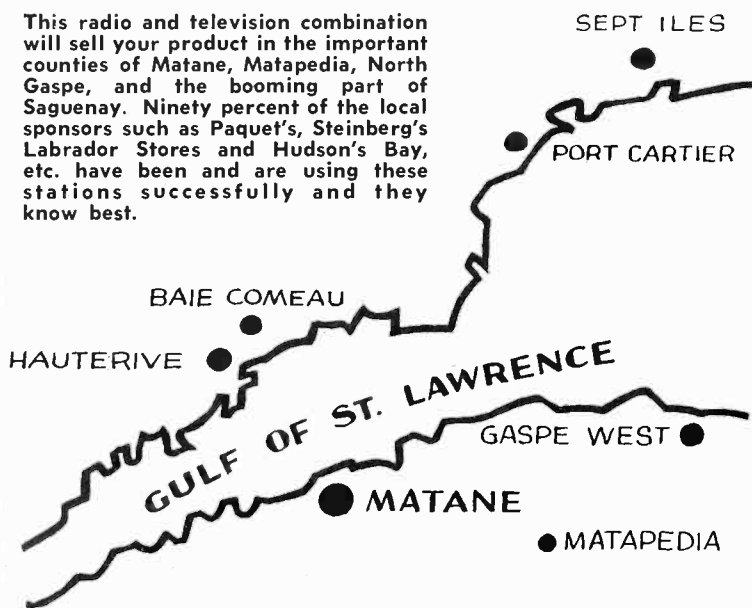 This radio and television combination
will sell your product in the important
counties of Matane, Matapedia, North
Gaspe, and the booming part of
Saguenay. Ninety percent of the local
sponsors such as Paquet's, Steinberg's
Labrador Stores and Hudson's Bay,
etc. have been and are using these
stations successfully and they
know best.
SEPT ILES
PORT CARTIER
BAIE COMEAU
HAUTERIVE
GULF OF ST. LAWRENCE
GASPE WEST
MATANE
MATAPEDIA